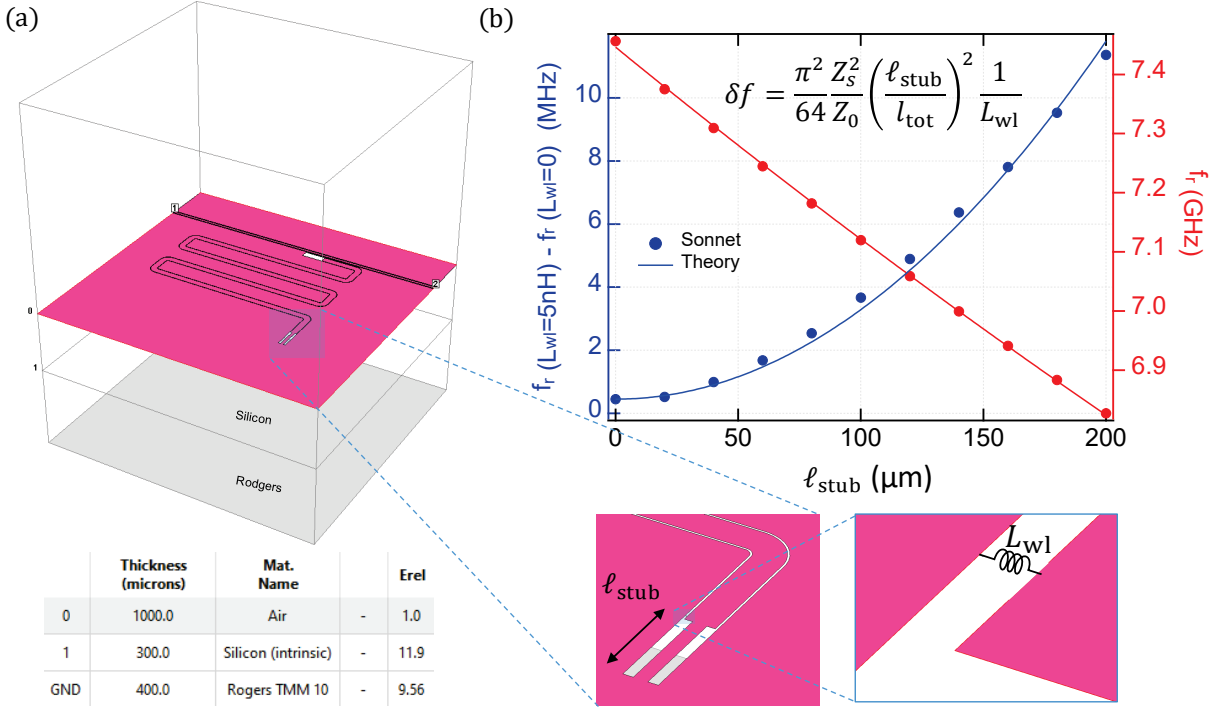 (a)
1
2
0
1
Silicon
Rodgers
Thickness (microns) Mat. Name Erel
0 1000.0 Air - 1.0
1 300.0 Silicon (intrinsic) - 11.9
GND 400.0 Rogers TMM 10 - 9.56
(b)
f_r (L_wl=5nH) - f_r (L_wl=0) (MHz)
10
8
6
4
2
0
δf = π²/64 Z_s²/Z_0 (ℓ_stub/l_tot)² 1/L_wl
Sonnet
Theory
7.4
7.3
7.2
7.1
7.0
6.9
f_r (GHz)
0 50 100 150 200
ℓ_stub (μm)
ℓ_stub
L_wl